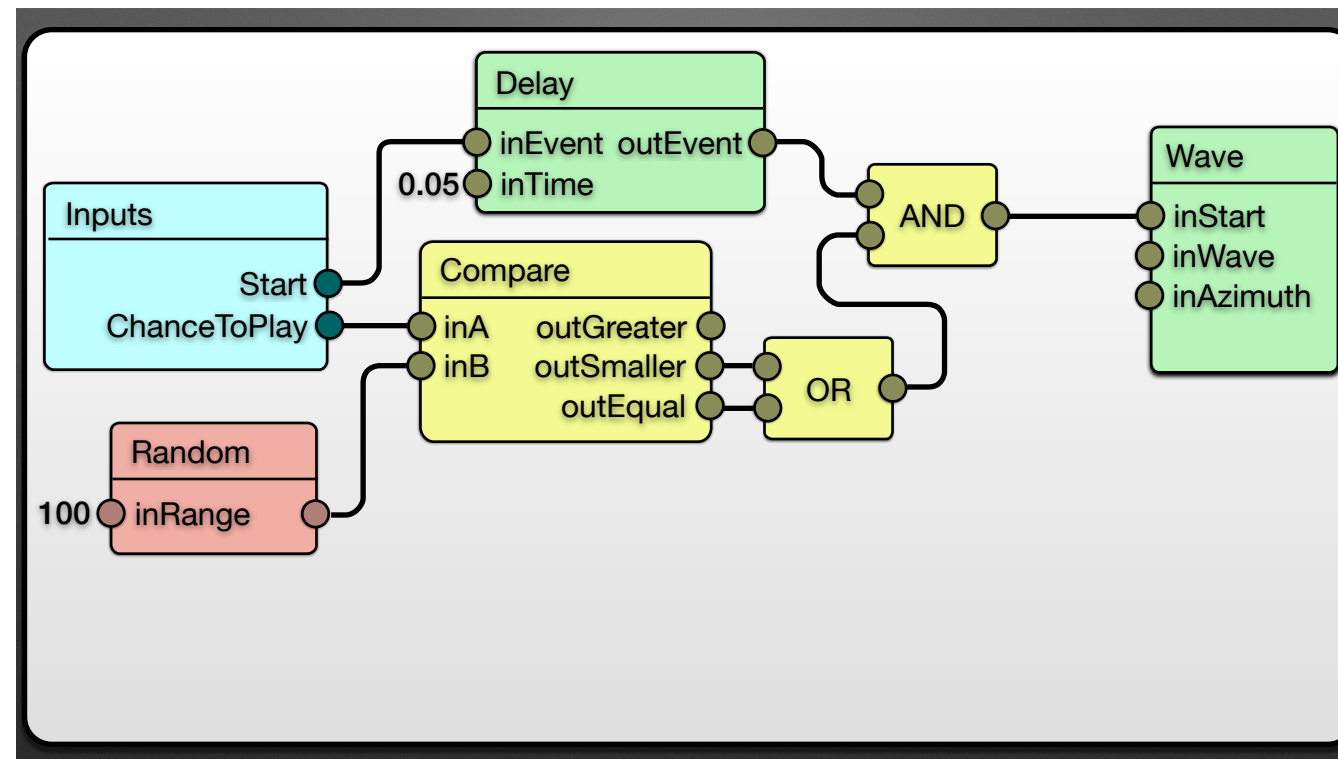 Delay
inEvent outEvent
0.05 inTime
Wave
inStart
inWave
inAzimuth
AND
Inputs
Start
ChanceToPlay
Compare
inA outGreater
inB outSmaller
outEqual
OR
Random
100 inRange